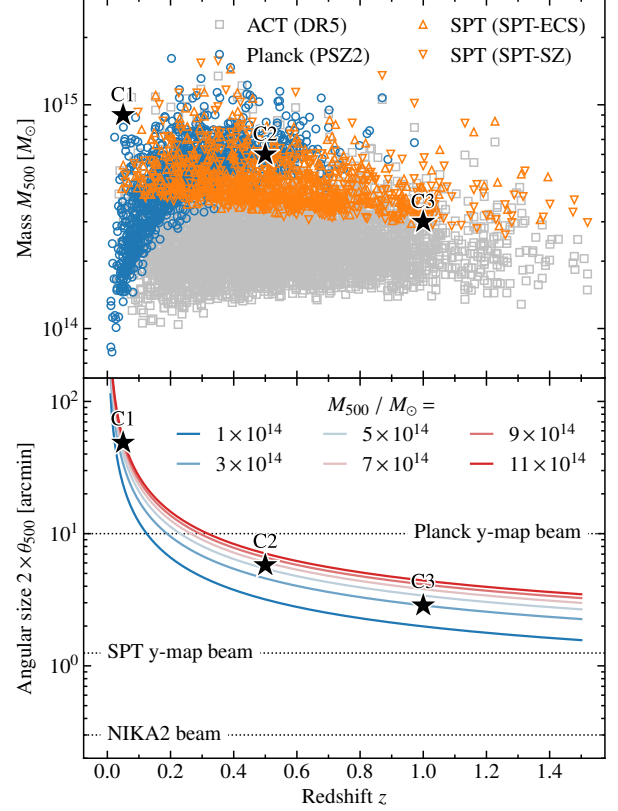 ACT (DR5)
Planck (PSZ2)
SPT (SPT-ECS)
SPT (SPT-SZ)
10^15
10^14
Mass M_500 [M_⊙]
C1
C2
C3
M_500 / M_⊙ =
1 × 10^14
3 × 10^14
5 × 10^14
7 × 10^14
9 × 10^14
11 × 10^14
10^2
10^1
10^0
Angular size 2 × θ_500 [arcmin]
C1
C2
C3
Planck y-map beam
SPT y-map beam
NIKA2 beam
0.0 0.2 0.4 0.6 0.8 1.0 1.2 1.4
Redshift z